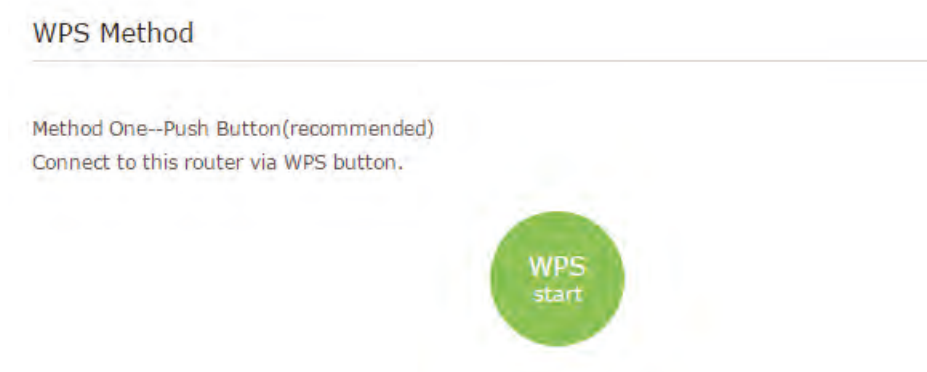 WPS Method
Method One--Push Button(recommended)
Connect to this router via WPS button.
WPS
start